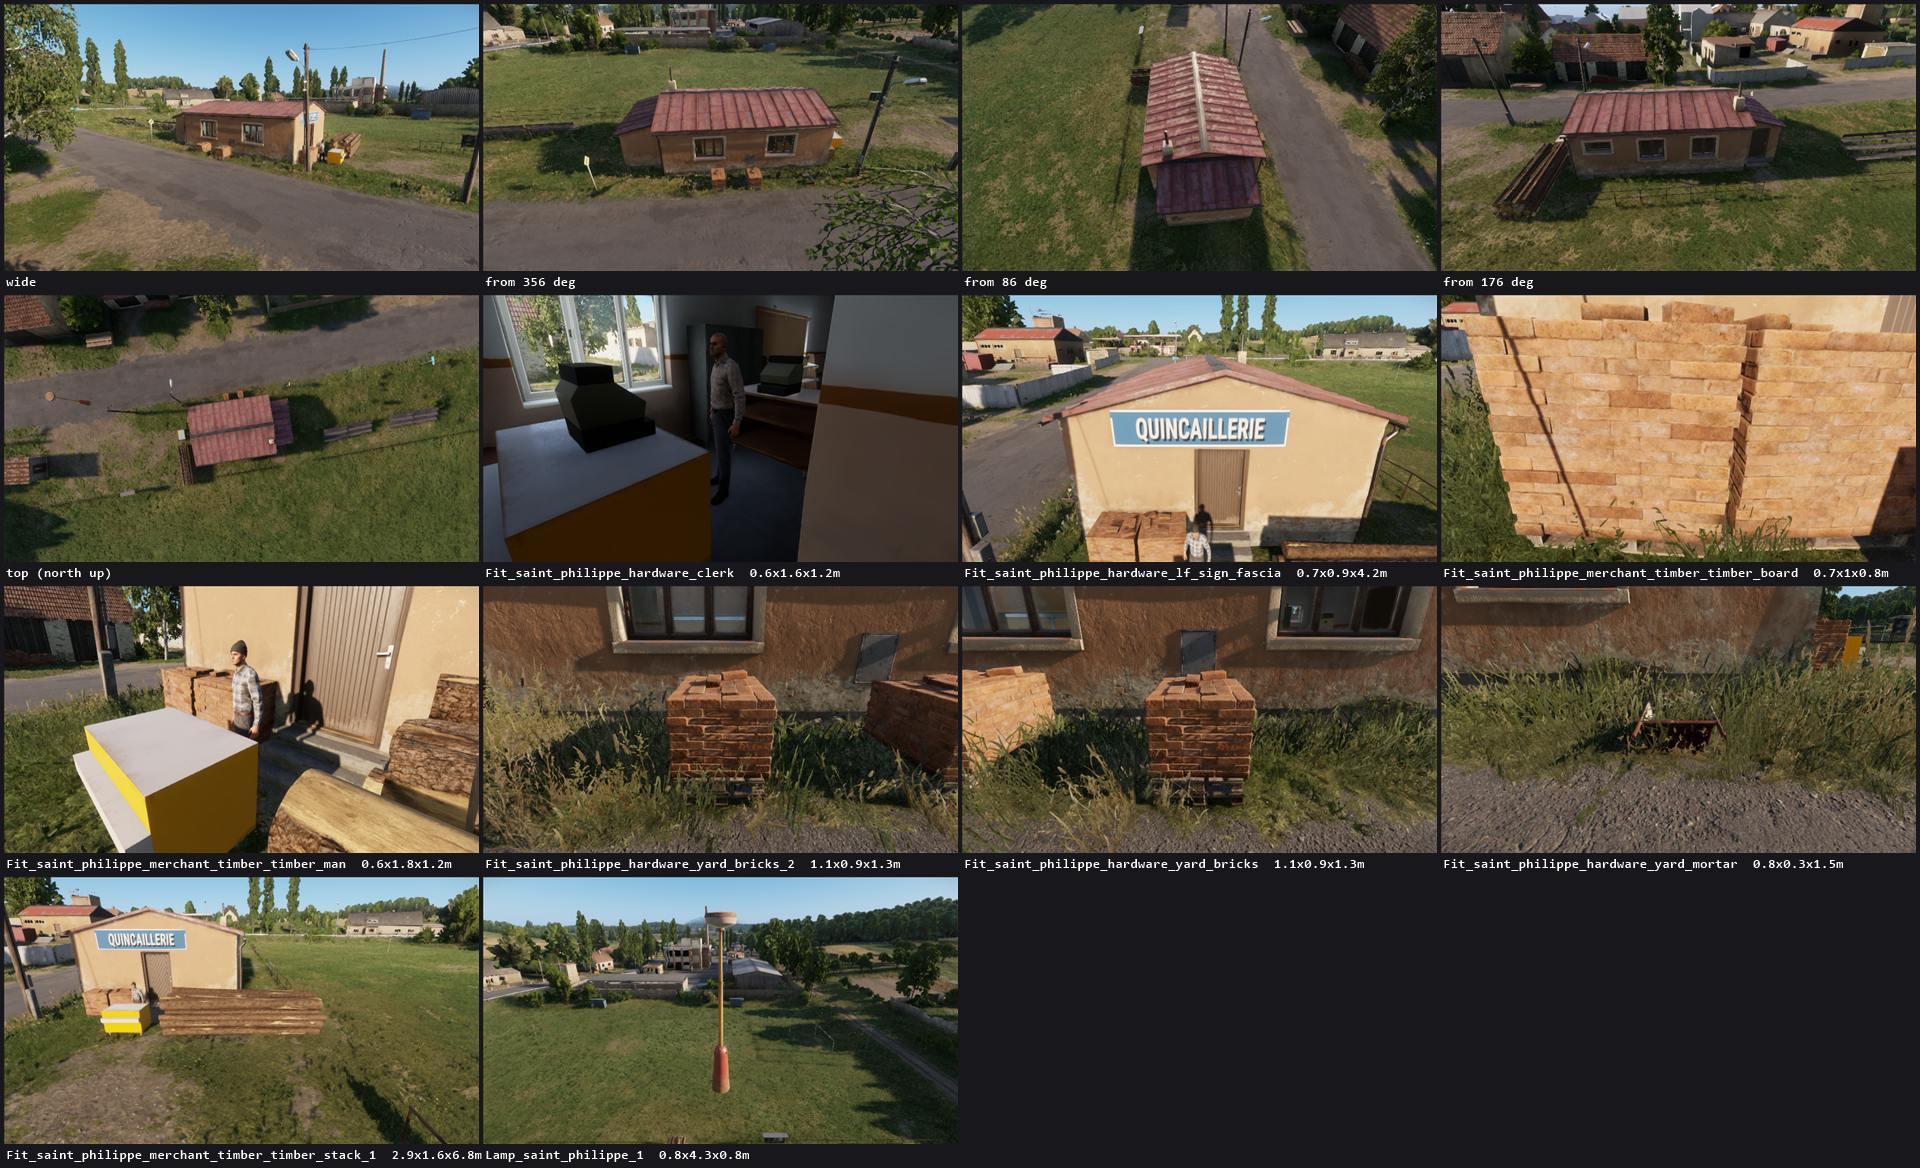 wide
from 356 deg
from 86 deg
from 176 deg
top (north up)
Fit_saint_philippe_hardware_clerk 0.6x1.6x1.2m
QUINCAILLERIE
Fit_saint_philippe_hardware_lf_sign_fascia 0.7x0.9x4.2m
Fit_saint_philippe_merchant_timber_timber_board 0.7x1x0.8m
Fit_saint_philippe_merchant_timber_timber_man 0.6x1.8x1.2m
Fit_saint_philippe_hardware_yard_bricks_2 1.1x0.9x1.3m
Fit_saint_philippe_hardware_yard_bricks 1.1x0.9x1.3m
Fit_saint_philippe_hardware_yard_mortar 0.8x0.3x1.5m
QUINCAILLERIE
Fit_saint_philippe_merchant_timber_timber_stack_1 2.9x1.6x6.8m
Lamp_saint_philippe_1 0.8x4.3x0.8m